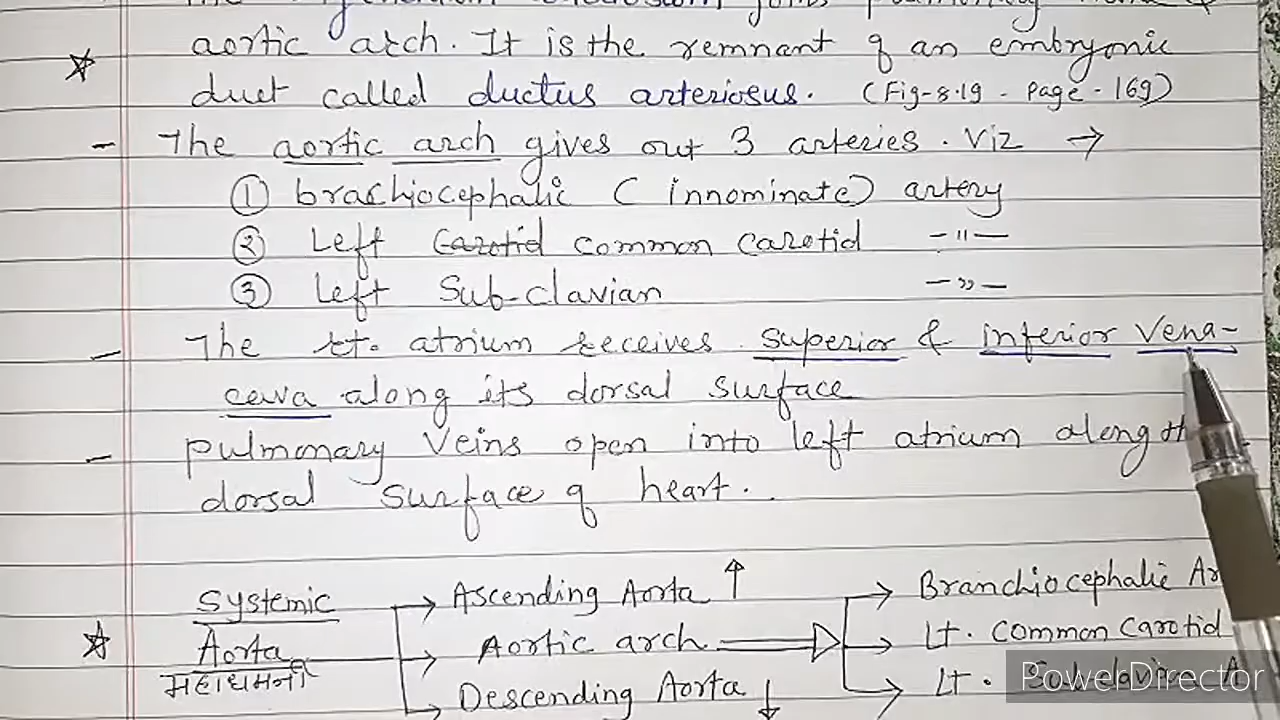 aortic arch. It is the remnant of an embryonic
duct called ductus arteriosus. (Fig-8.19 - Page - 169)
- The aortic arch gives out 3 arteries. Viz →
① brachiocephalic (innominate) artery
② Left Carotid common carotid -"-
③ Left Sub-clavian -"-
- The rt. atrium receives superior & inferior Vena-
cava along its dorsal surface
- pulmonary veins open into left atrium along
dorsal surface of heart.
Systemic → Ascending Aorta ↑ → Branchiocephalic
Aorta → Aortic arch ⇒ → Lt. Common Carotid
महाधमनी → Descending Aorta ↓ → Lt. Subclavian A
PowerDirector